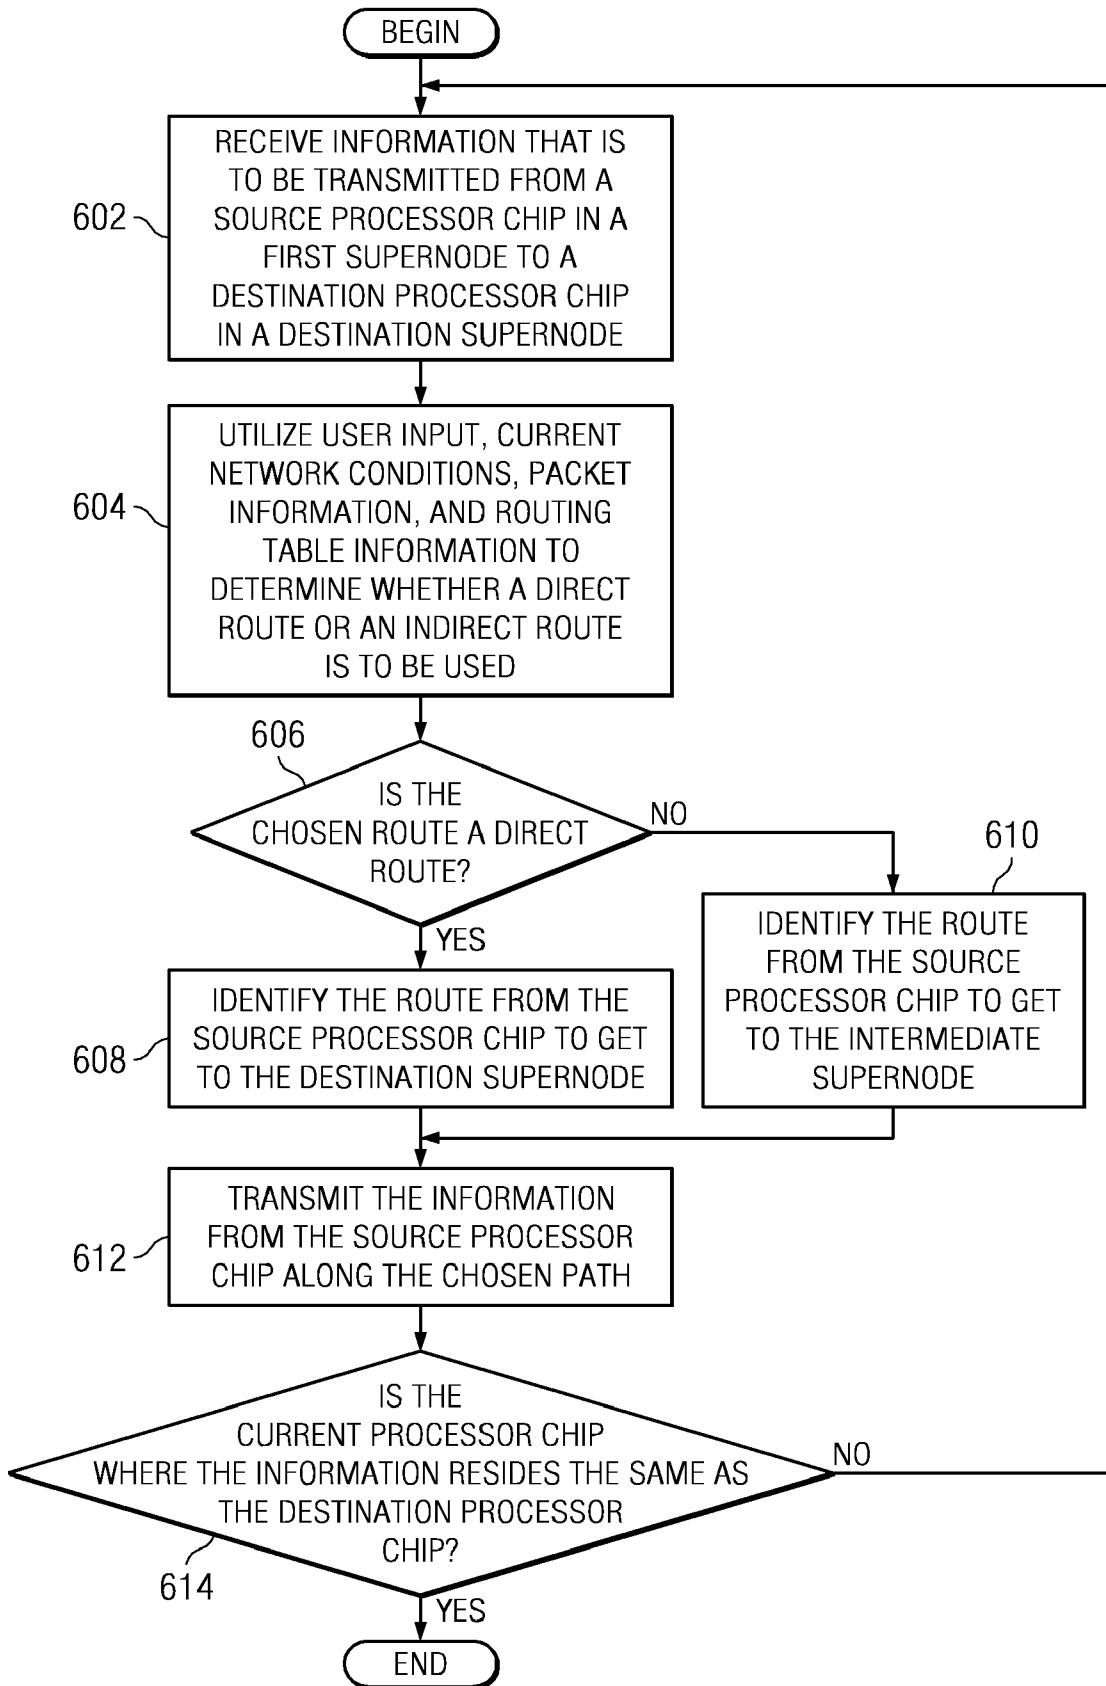 BEGIN
602
RECEIVE INFORMATION THAT IS
TO BE TRANSMITTED FROM A
SOURCE PROCESSOR CHIP IN A
FIRST SUPERNODE TO A
DESTINATION PROCESSOR CHIP
IN A DESTINATION SUPERNODE
604
UTILIZE USER INPUT, CURRENT
NETWORK CONDITIONS, PACKET
INFORMATION, AND ROUTING
TABLE INFORMATION TO
DETERMINE WHETHER A DIRECT
ROUTE OR AN INDIRECT ROUTE
IS TO BE USED
606
IS THE
CHOSEN ROUTE A DIRECT
ROUTE?
NO
YES
610
IDENTIFY THE ROUTE
FROM THE SOURCE
PROCESSOR CHIP TO GET
TO THE INTERMEDIATE
SUPERNODE
608
IDENTIFY THE ROUTE FROM THE
SOURCE PROCESSOR CHIP TO GET
TO THE DESTINATION SUPERNODE
612
TRANSMIT THE INFORMATION
FROM THE SOURCE PROCESSOR
CHIP ALONG THE CHOSEN PATH
IS THE
CURRENT PROCESSOR CHIP
WHERE THE INFORMATION RESIDES THE SAME AS
THE DESTINATION PROCESSOR
CHIP?
NO
614
YES
END